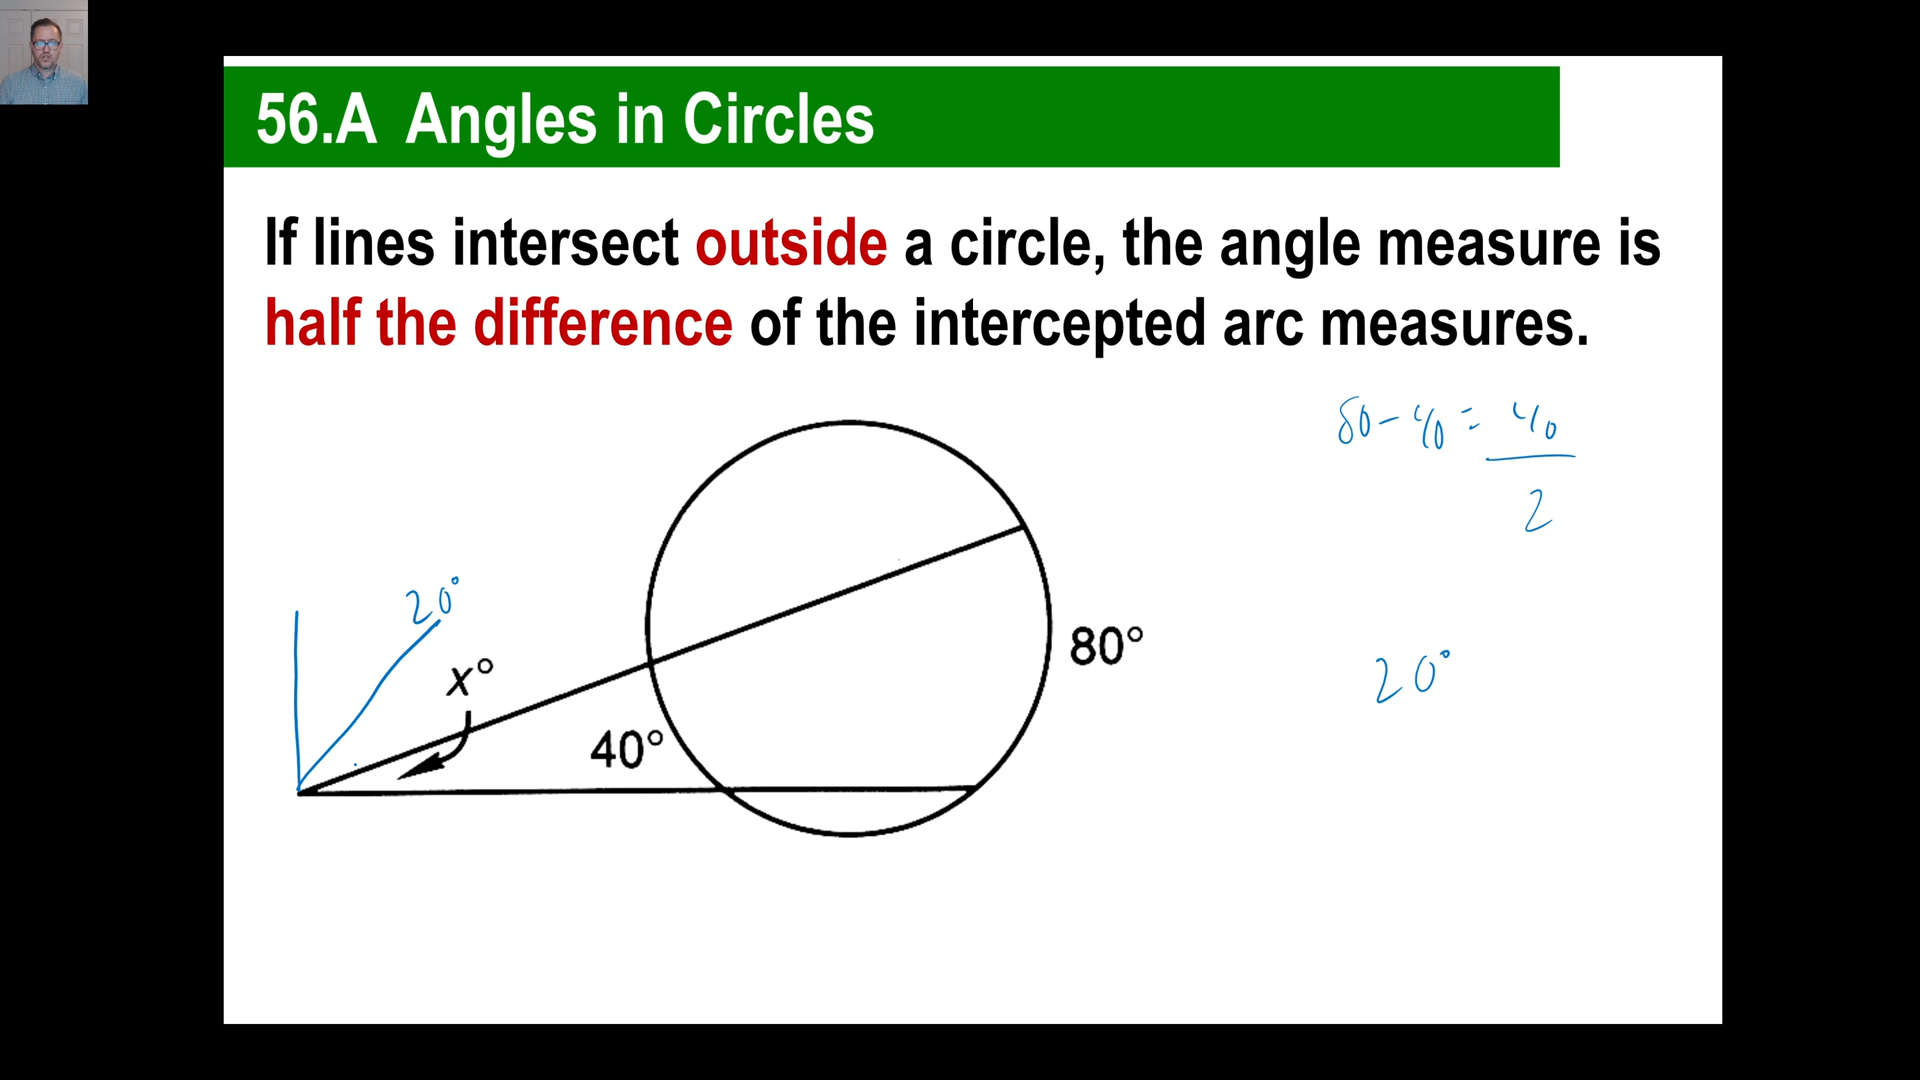 56.A Angles in Circles
If lines intersect outside a circle, the angle measure is
half the difference of the intercepted arc measures.
80 - 40 = 40
2
20°
x°
80°
20°
40°